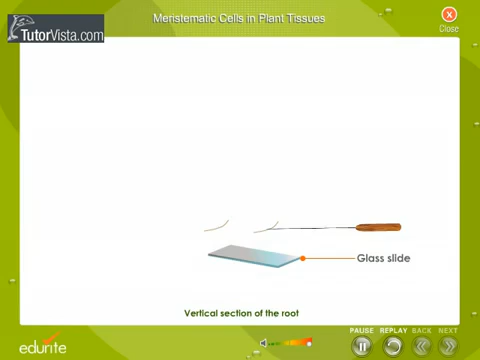 Meristematic Cells in Plant Tissues
TutorVista.com
Close
Glass slide
Vertical section of the root
PAUSE REPLAY BACK NEXT
edurite